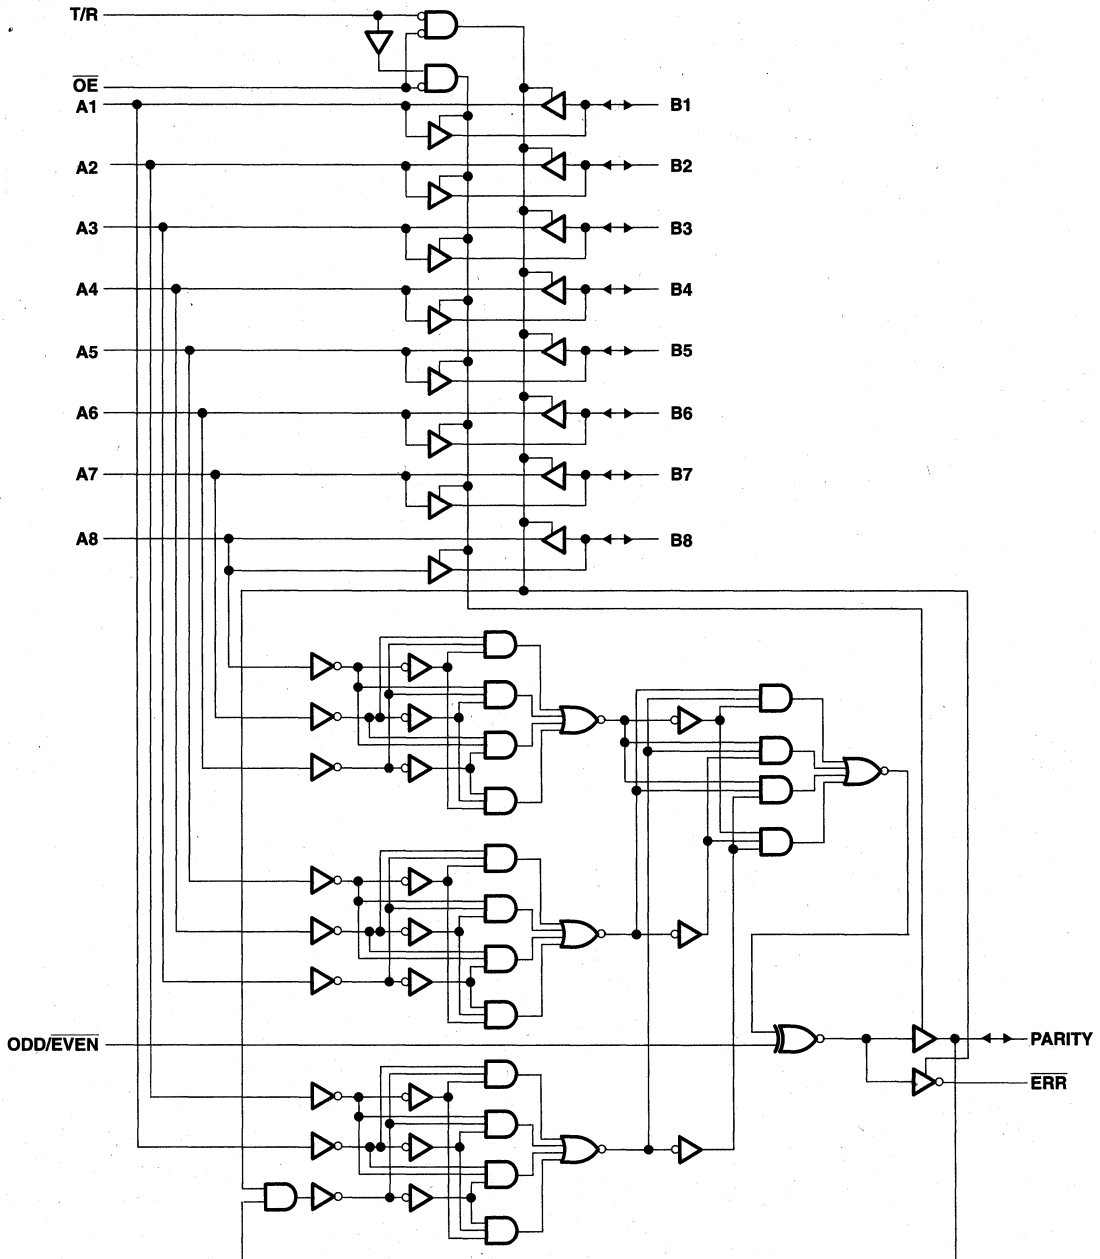 T/R
OE
A1 B1
A2 B2
A3 B3
A4 B4
A5 B5
A6 B6
A7 B7
A8 B8
ODD/EVEN
PARITY
ERR